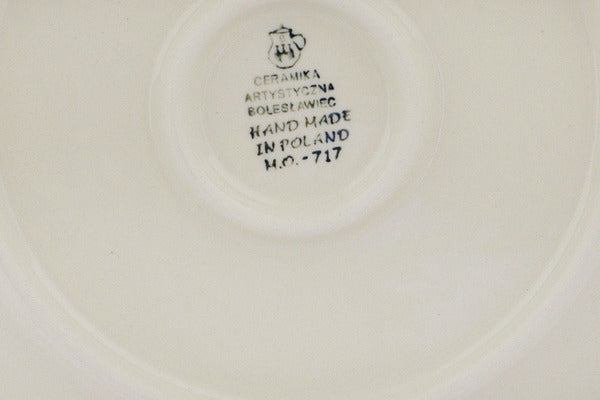 CERAMIKA
ARTYSTYCZNA
BOLESŁAWIEC
HAND MADE
IN POLAND
M.O.-717